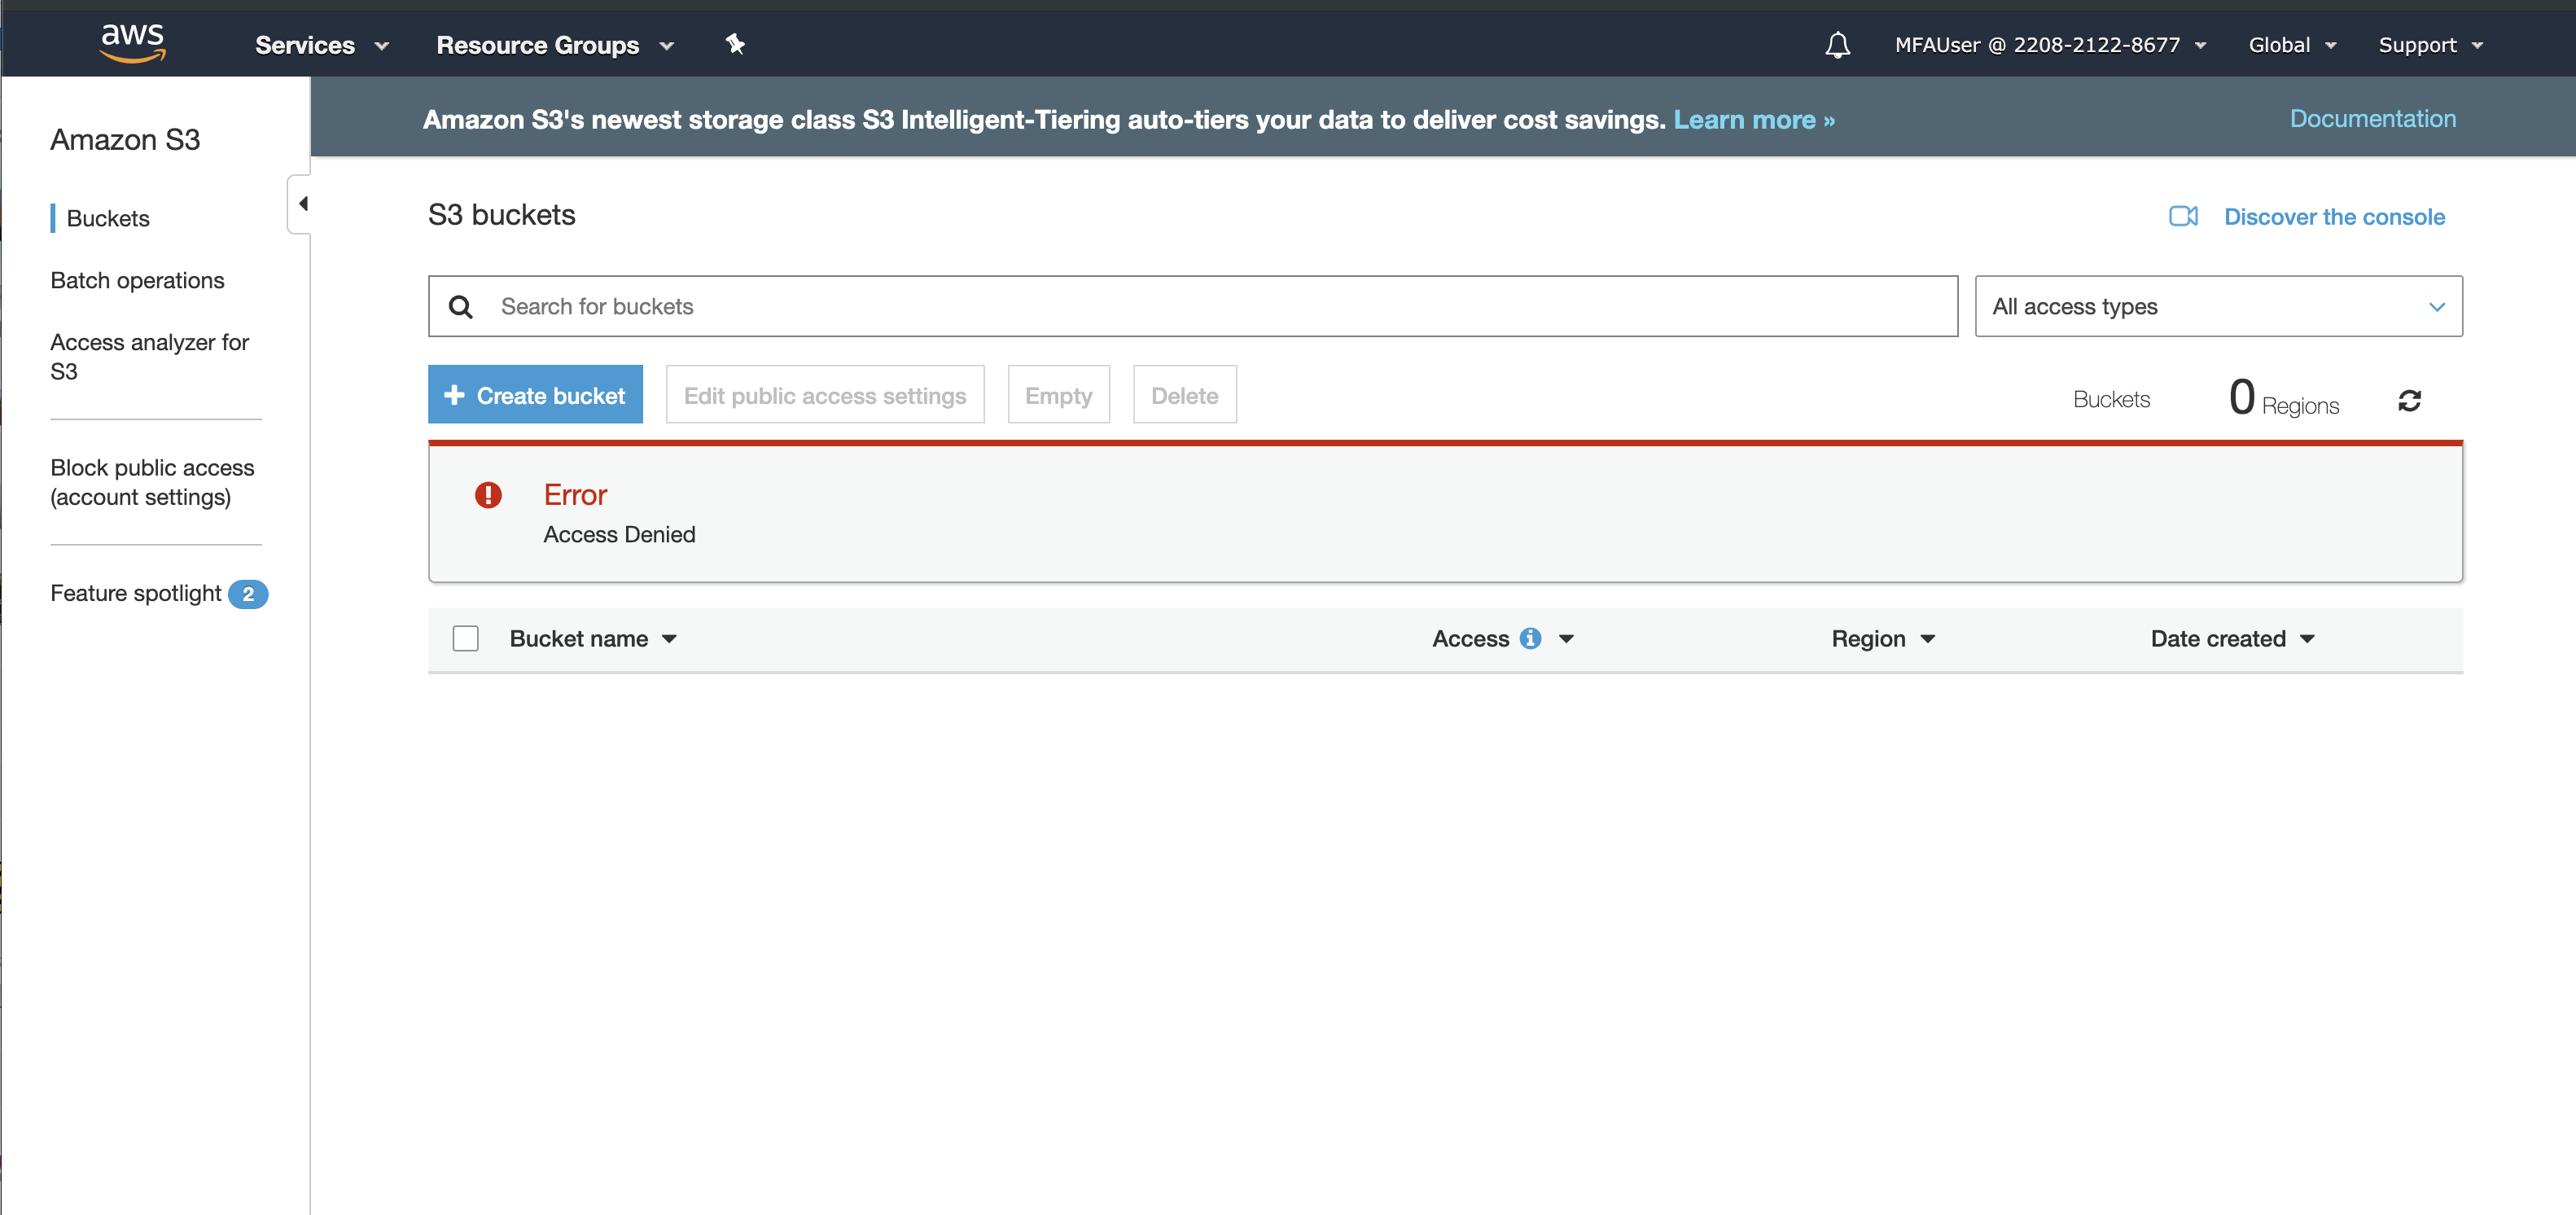 aws
Services
Resource Groups
MFAUser @ 2208-2122-8677
Global
Support
Amazon S3
Buckets
Batch operations
Access analyzer for
S3
Block public access
(account settings)
Feature spotlight 2
Amazon S3's newest storage class S3 Intelligent-Tiering auto-tiers your data to deliver cost savings. Learn more »
Documentation
S3 buckets
Discover the console
Search for buckets
All access types
Create bucket
Edit public access settings
Empty
Delete
Buckets
0 Regions
Error
Access Denied
Bucket name
Access
Region
Date created